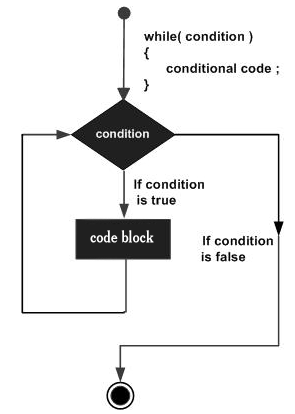 while( condition )
{
conditional code ;
}
condition
If condition
is true
code block
If condition
is false